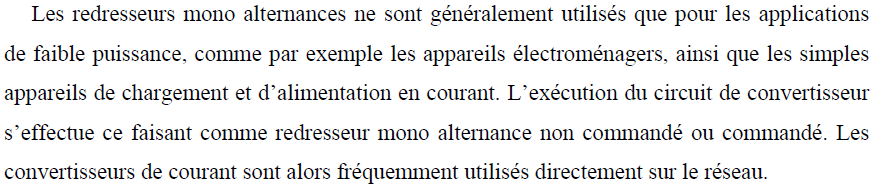 Les redresseurs mono alternances ne sont généralement utilisés que pour les applications
de faible puissance, comme par exemple les appareils électroménagers, ainsi que les simples
appareils de chargement et d’alimentation en courant. L’exécution du circuit de convertisseur
s’effectue ce faisant comme redresseur mono alternance non commandé ou commandé. Les
convertisseurs de courant sont alors fréquemment utilisés directement sur le réseau.